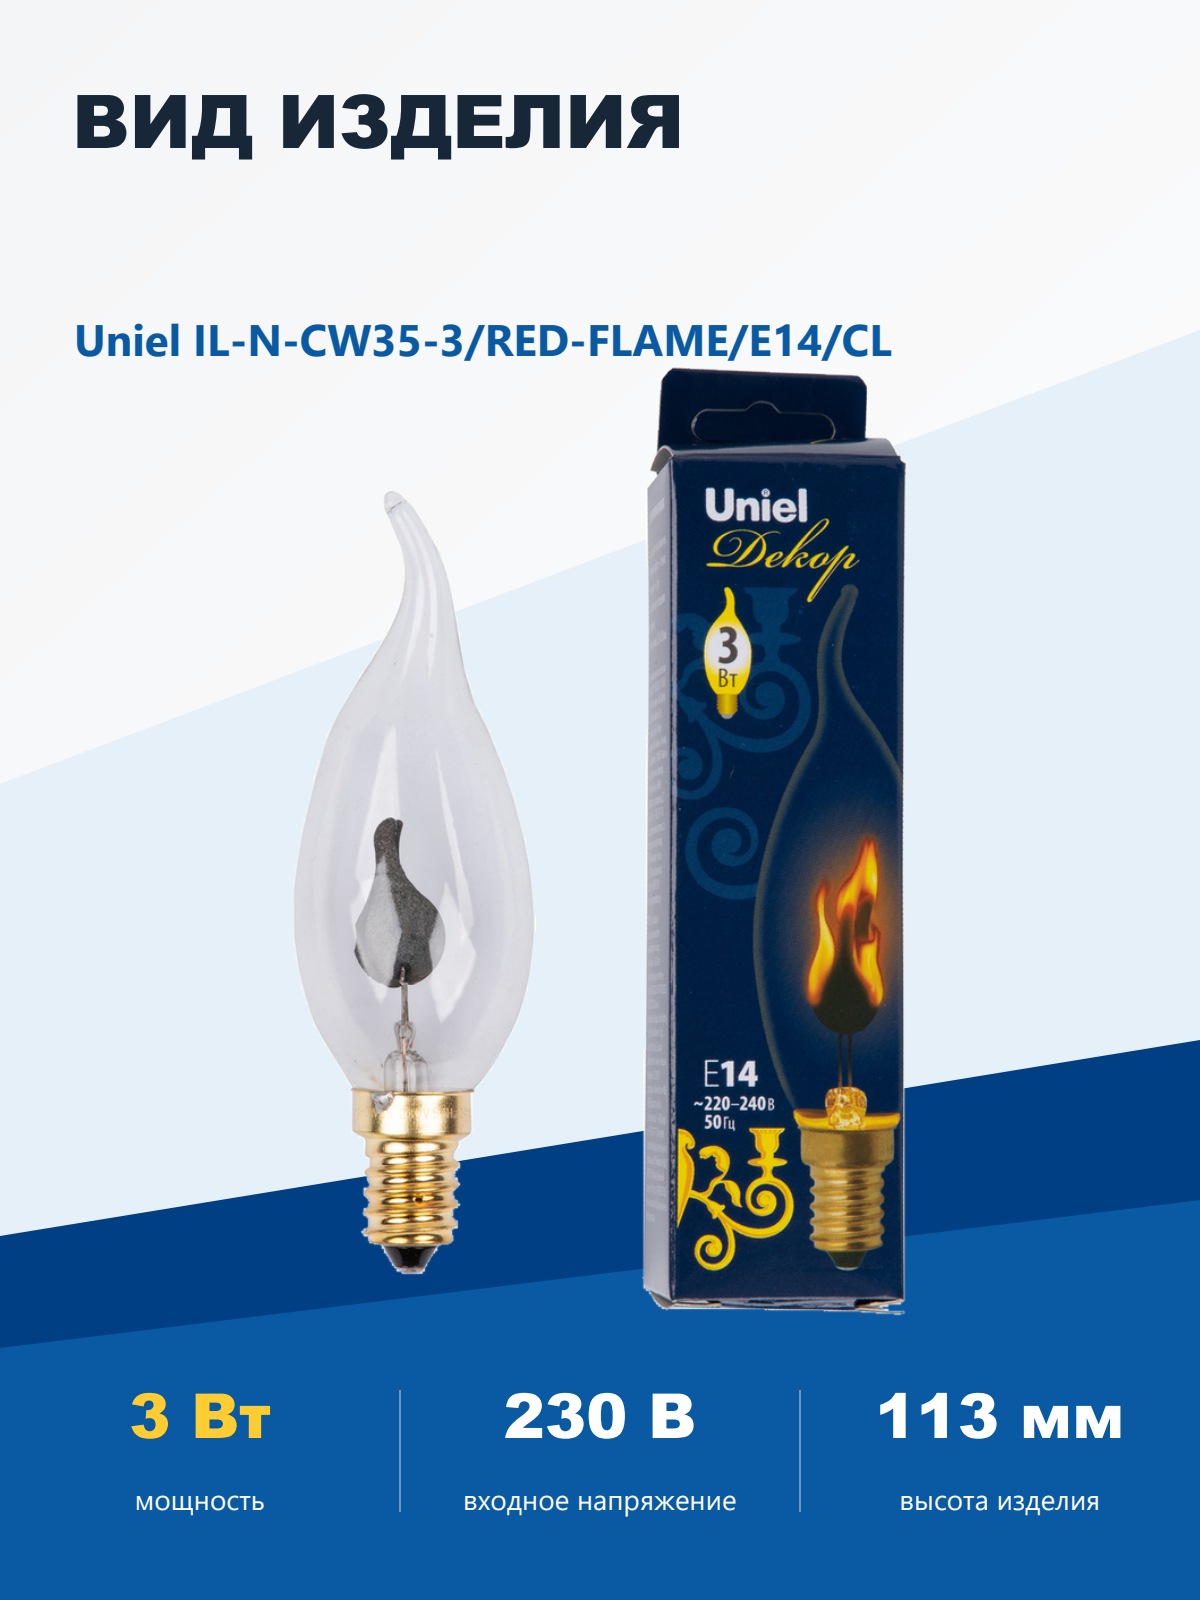 ВИД ИЗДЕЛИЯ
Uniel IL-N-CW35-3/RED-FLAME/E14/CL
Uniel®
Декор
3
Вт
E14
~220–240В
50Гц
3 Вт
мощность
230 В
входное напряжение
113 мм
высота изделия